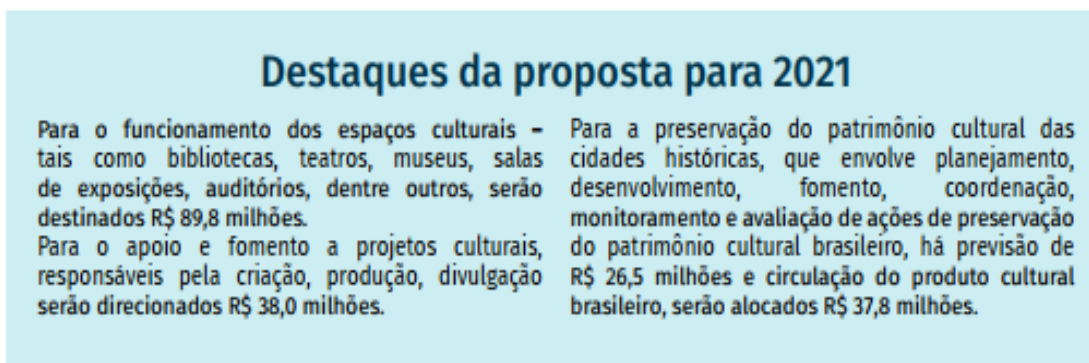 Destaques da proposta para 2021
Para o funcionamento dos espaços culturais –
tais como bibliotecas, teatros, museus, salas
de exposições, auditórios, dentre outros, serão
destinados R$ 89,8 milhões.
Para o apoio e fomento a projetos culturais,
responsáveis pela criação, produção, divulgação
serão direcionados R$ 38,0 milhões.
Para a preservação do patrimônio cultural das
cidades históricas, que envolve planejamento,
desenvolvimento, fomento, coordenação,
monitoramento e avaliação de ações de preservação
do patrimônio cultural brasileiro, há previsão de
R$ 26,5 milhões e circulação do produto cultural
brasileiro, serão alocados R$ 37,8 milhões.